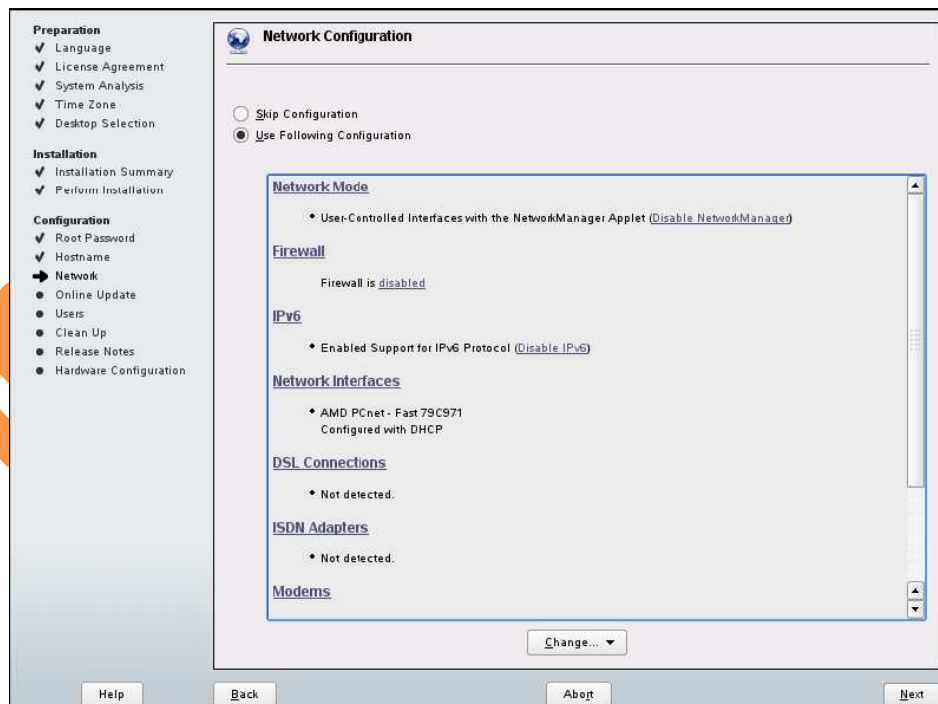 Preparation
Language
License Agreement
System Analysis
Time Zone
Desktop Selection
Installation
Installation Summary
Perform Installation
Configuration
Root Password
Hostname
Network
Online Update
Users
Clean Up
Release Notes
Hardware Configuration
Network Configuration
Skip Configuration
Use Following Configuration
Network Mode
User-Controlled Interfaces with the NetworkManager Applet (Disable NetworkManager)
Firewall
Firewall is disabled
IPv6
Enabled Support for IPv6 Protocol (Disable IPv6)
Network Interfaces
AMD PCnet - Fast 79C971
Configured with DHCP
DSL Connections
Not detected.
ISDN Adapters
Not detected.
Modems
Change...
Help
Back
Abort
Next